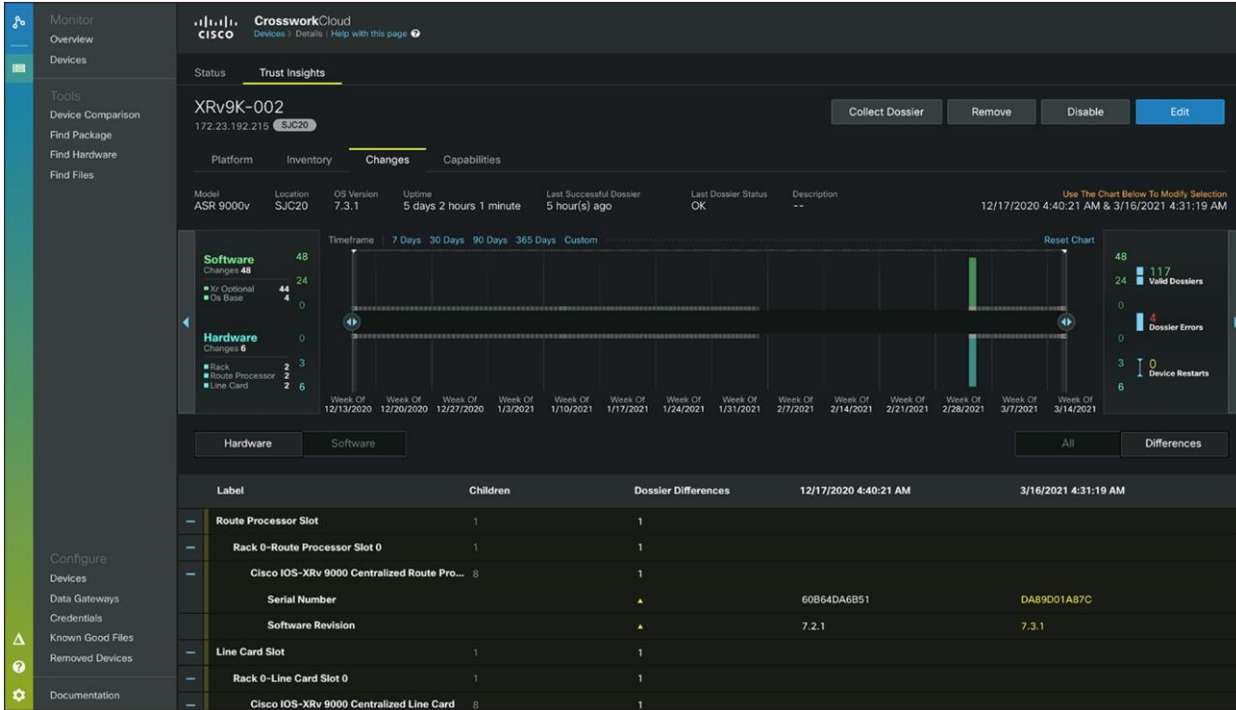 Monitor
Overview
Devices
Tools
Device Comparison
Find Package
Find Hardware
Find Files
Configure
Devices
Data Gateways
Credentials
Known Good Files
Removed Devices
Documentation
CISCO
CrossworkCloud
Devices > Details | Help with this page ?
Status Trust Insights
XRv9K-002
172.23.192.215 SJC20
Collect Dossier Remove Disable Edit
Platform Inventory Changes Capabilities
Model Location OS Version Uptime Last Successful Dossier Last Dossier Status Description Use The Chart Below To Modify Selection
ASR 9000v SJC20 7.3.1 5 days 2 hours 1 minute 5 hour(s) ago OK -- 12/17/2020 4:40:21 AM & 3/16/2021 4:31:19 AM
Timeframe | 7 Days 30 Days 90 Days 365 Days Custom Reset Chart
Software
Changes 48
Xr Optional 44
Os Base 4
48
24
0
Hardware
Changes 6
Rack 2
Route Processor 2
Line Card 2
0
3
6
Week Of 12/13/2020
Week Of 12/20/2020
Week Of 12/27/2020
Week Of 1/3/2021
Week Of 1/10/2021
Week Of 1/17/2021
Week Of 1/24/2021
Week Of 1/31/2021
Week Of 2/7/2021
Week Of 2/14/2021
Week Of 2/21/2021
Week Of 2/28/2021
Week Of 3/7/2021
Week Of 3/14/2021
48
24
0
0
3
6
117
Valid Dossiers
4
Dossier Errors
0
Device Restarts
Hardware Software All Differences
Label Children Dossier Differences 12/17/2020 4:40:21 AM 3/16/2021 4:31:19 AM
Route Processor Slot 1 1
Rack 0-Route Processor Slot 0 1 1
Cisco IOS-XRv 9000 Centralized Route Pro... 8 1
Serial Number 60B64DA6B51 DA89D01A87C
Software Revision 7.2.1 7.3.1
Line Card Slot 1 1
Rack 0-Line Card Slot 0 1 1
Cisco IOS-XRv 9000 Centralized Line Card 8 1